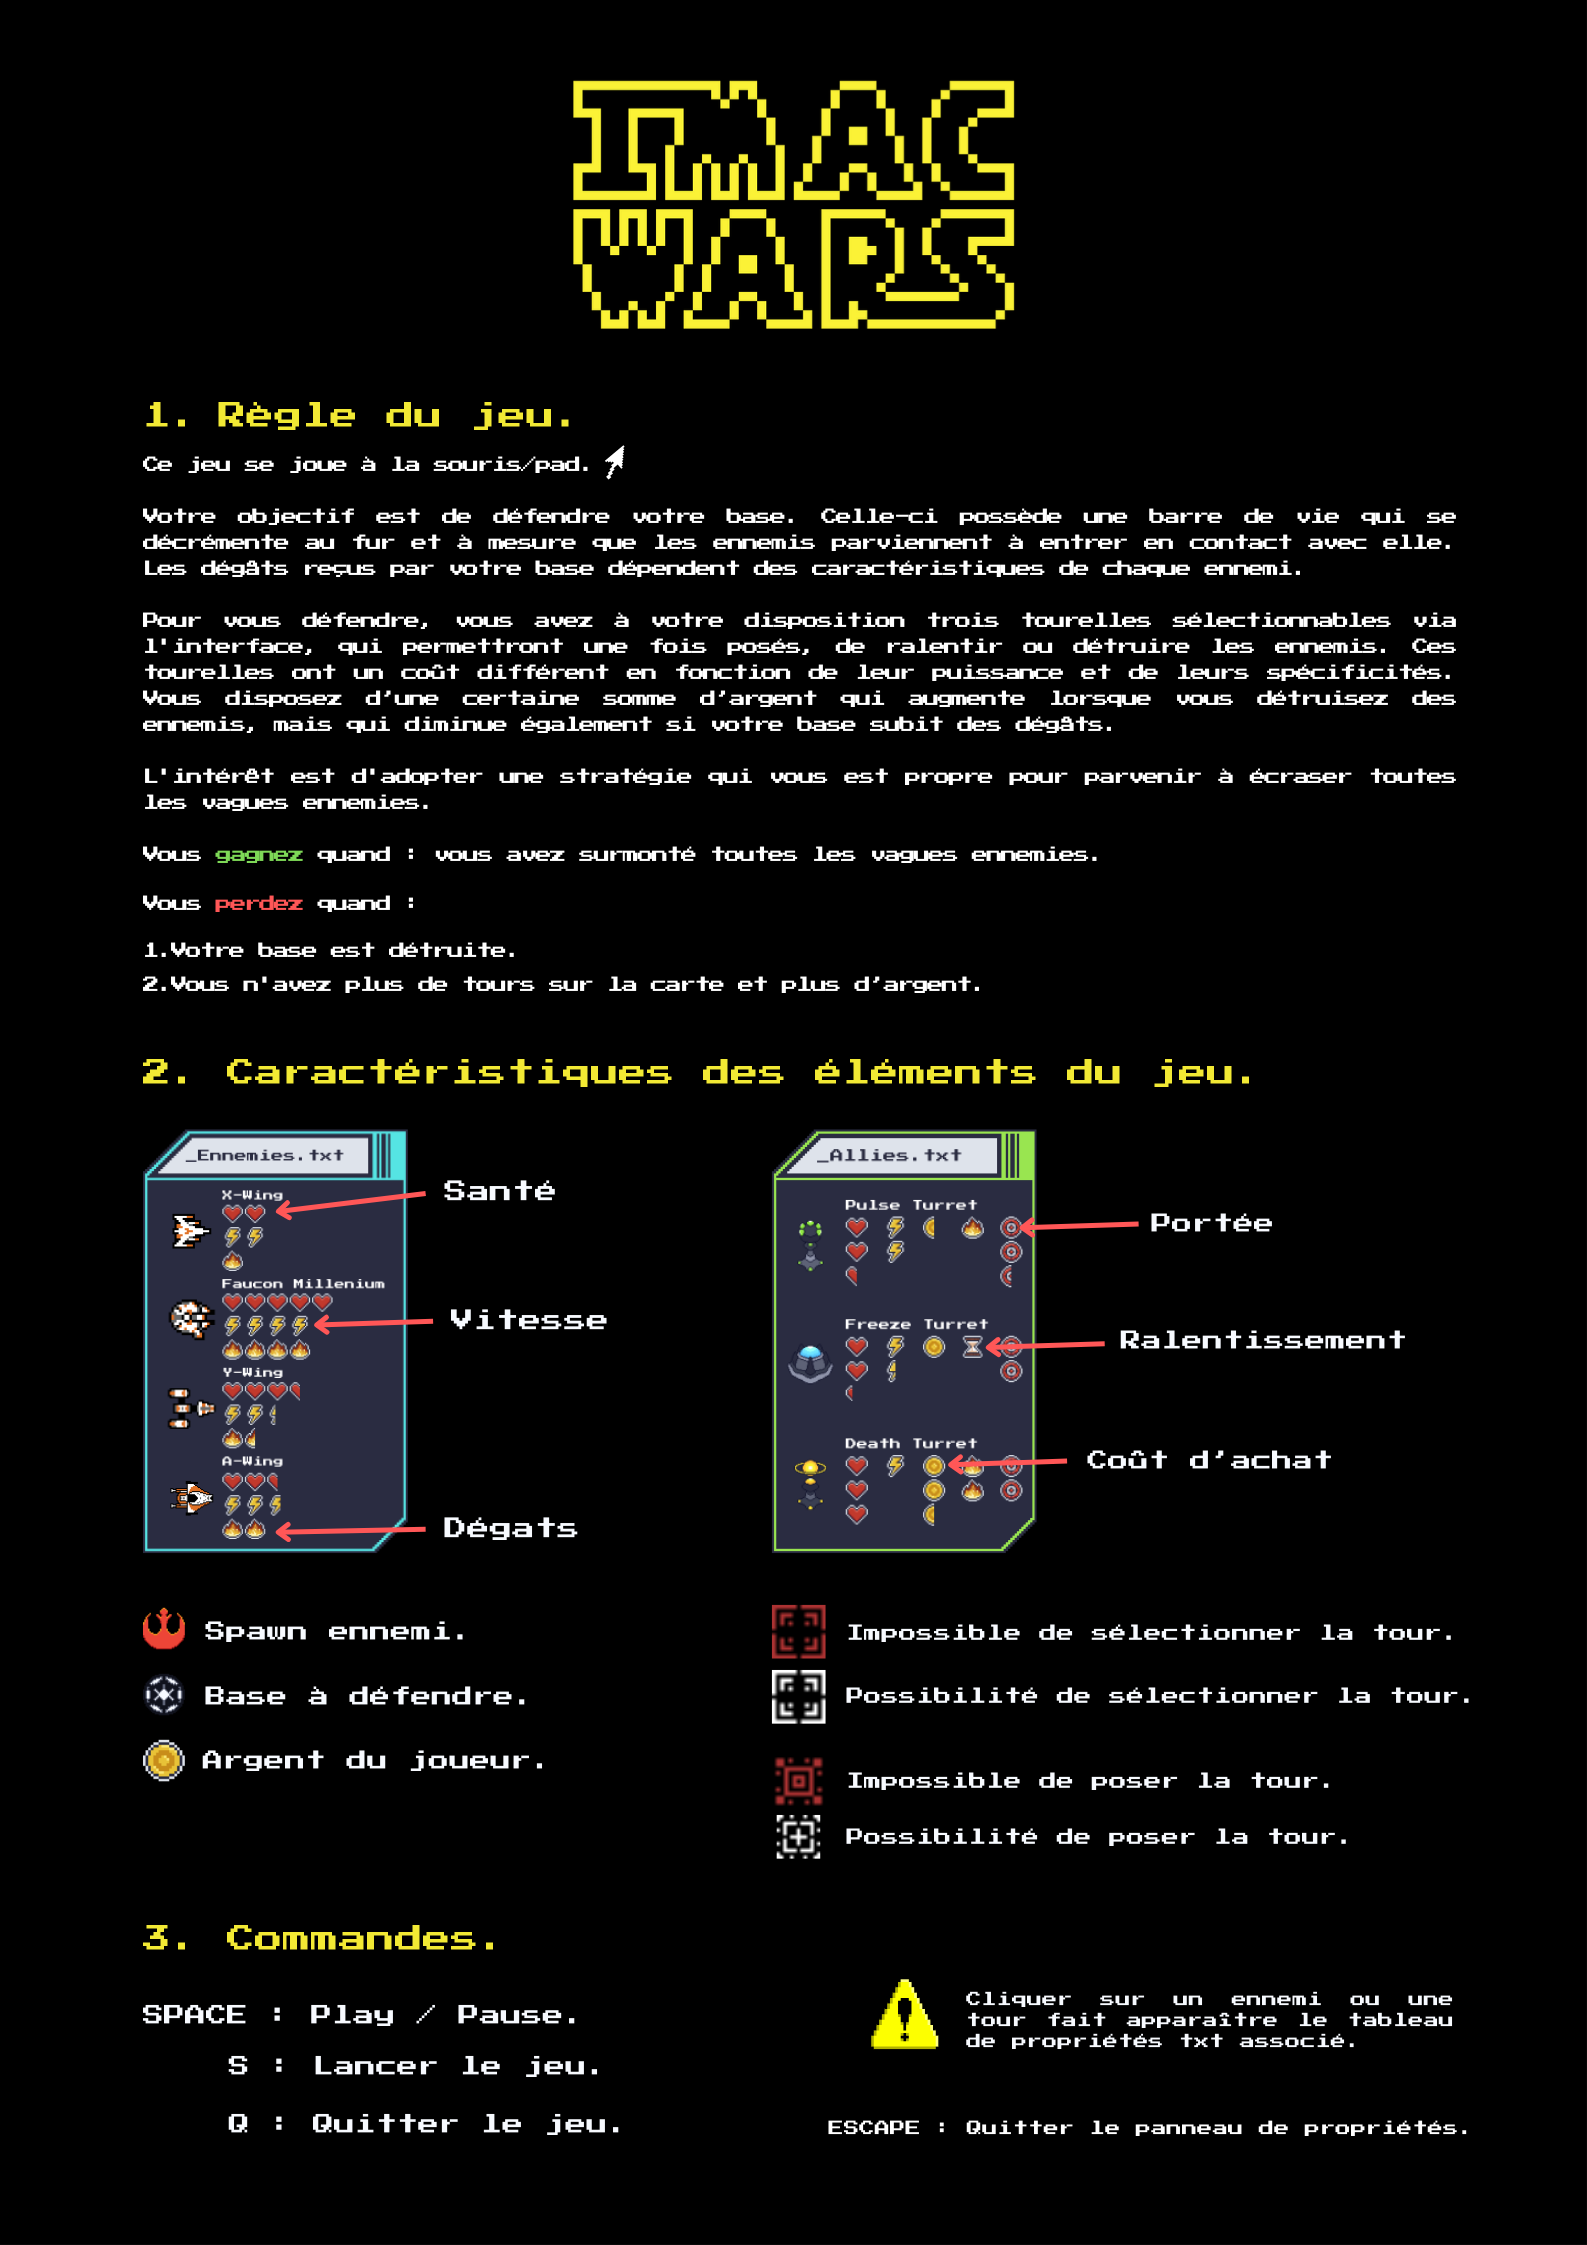 IMAC
WARS
1. Règle du jeu.
Ce jeu se joue à la souris/pad.
Votre objectif est de défendre votre base. Celle-ci possède une barre de vie qui se
décrémente au fur et à mesure que les ennemis parviennent à entrer en contact avec elle.
Les dégâts reçus par votre base dépendent des caractéristiques de chaque ennemi.
Pour vous défendre, vous avez à votre disposition trois tourelles sélectionnables via
l'interface, qui permettront une fois posés, de ralentir ou détruire les ennemis. Ces
tourelles ont un coût différent en fonction de leur puissance et de leurs spécificités.
Vous disposez d’une certaine somme d’argent qui augmente lorsque vous détruisez des
ennemis, mais qui diminue également si votre base subit des dégâts.
L'intérêt est d'adopter une stratégie qui vous est propre pour parvenir à écraser toutes
les vagues ennemies.
Vous gagnez quand : vous avez surmonté toutes les vagues ennemies.
Vous perdez quand :
1.Votre base est détruite.
2.Vous n'avez plus de tours sur la carte et plus d’argent.
2. Caractéristiques des éléments du jeu.
_Ennemies.txt
X-Wing
Santé
Faucon Millenium
Vitesse
Y-Wing
A-Wing
Dégats
_Allies.txt
Pulse Turret
Portée
Freeze Turret
Ralentissement
Death Turret
Coût d’achat
Spawn ennemi.
Base à défendre.
Argent du joueur.
Impossible de sélectionner la tour.
Possibilité de sélectionner la tour.
Impossible de poser la tour.
Possibilité de poser la tour.
3. Commandes.
SPACE : Play / Pause.
S : Lancer le jeu.
Q : Quitter le jeu.
Cliquer sur un ennemi ou une
tour fait apparaître le tableau
de propriétés txt associé.
ESCAPE : Quitter le panneau de propriétés.